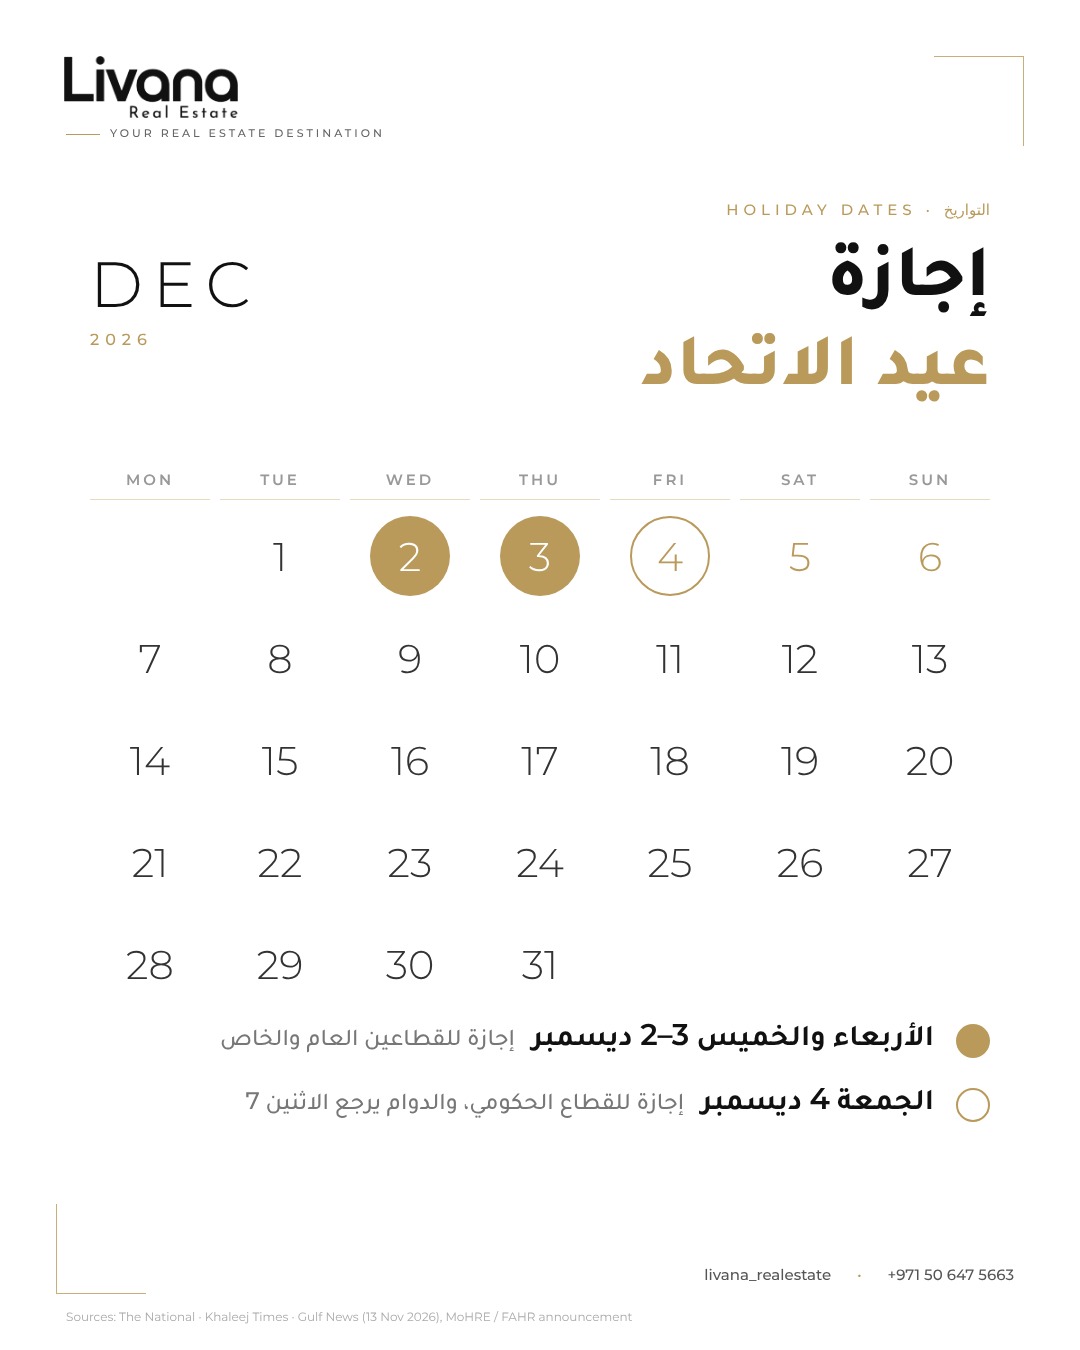 Livana
Real Estate
YOUR REAL ESTATE DESTINATION
HOLIDAY DATES · التواريخ
إجازة
عيد الاتحاد
DEC
2026
MON TUE WED THU FRI SAT SUN
1 2 3 4 5 6
7 8 9 10 11 12 13
14 15 16 17 18 19 20
21 22 23 24 25 26 27
28 29 30 31
الأربعاء والخميس 2–3 ديسمبر إجازة للقطاعين العام والخاص
الجمعة 4 ديسمبر إجازة للقطاع الحكومي، والدوام يرجع الاثنين 7
livana_realestate · +971 50 647 5663
Sources: The National · Khaleej Times · Gulf News (13 Nov 2026), MoHRE / FAHR announcement